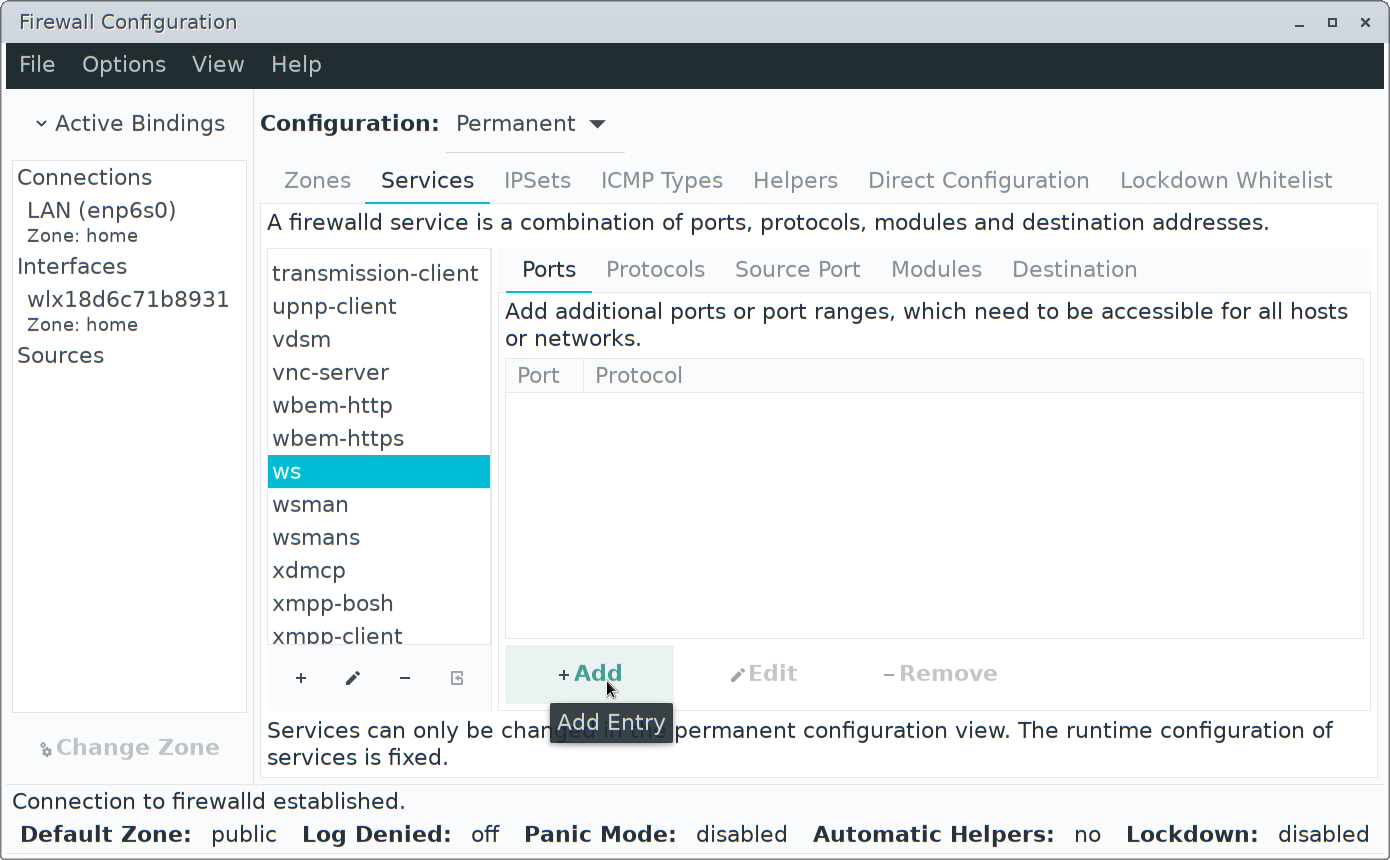 Firewall Configuration
File Options View Help
Active Bindings
Connections
LAN (enp6s0)
Zone: home
Interfaces
wlx18d6c71b8931
Zone: home
Sources
Change Zone
Configuration: Permanent
Zones Services IPSets ICMP Types Helpers Direct Configuration Lockdown Whitelist
A firewalld service is a combination of ports, protocols, modules and destination addresses.
transmission-client
upnp-client
vdsm
vnc-server
wbem-http
wbem-https
ws
wsman
wsmans
xdmcp
xmpp-bosh
xmpp-client
Ports Protocols Source Port Modules Destination
Add additional ports or port ranges, which need to be accessible for all hosts
or networks.
Port Protocol
+ Add Edit − Remove
Add Entry
Services can only be changed in the permanent configuration view. The runtime configuration of
services is fixed.
Connection to firewalld established.
Default Zone: public Log Denied: off Panic Mode: disabled Automatic Helpers: no Lockdown: disabled